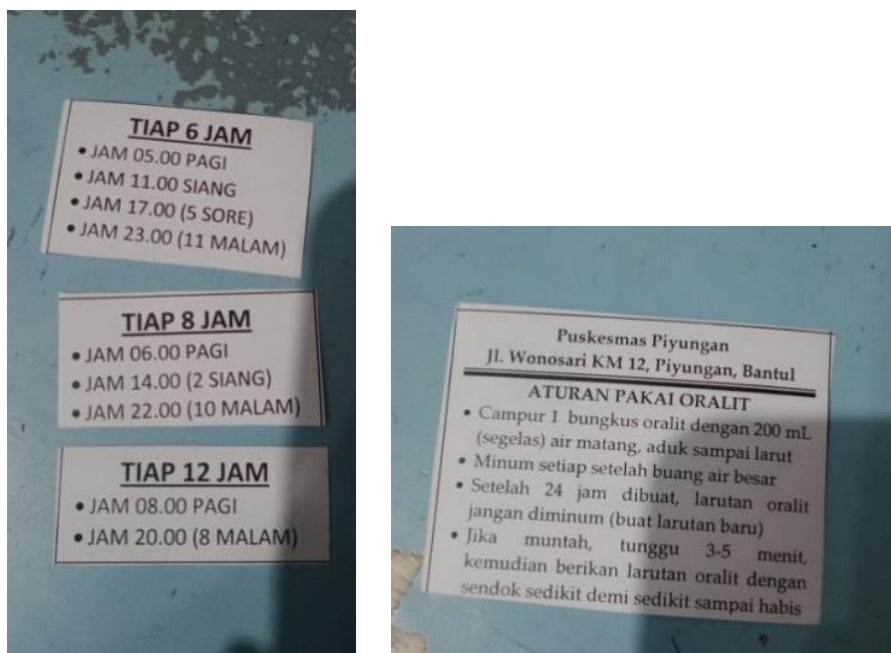 TIAP 6 JAM
• JAM 05.00 PAGI
• JAM 11.00 SIANG
• JAM 17.00 (5 SORE)
• JAM 23.00 (11 MALAM)
TIAP 8 JAM
• JAM 06.00 PAGI
• JAM 14.00 (2 SIANG)
• JAM 22.00 (10 MALAM)
TIAP 12 JAM
• JAM 08.00 PAGI
• JAM 20.00 (8 MALAM)
Puskesmas Piyungan
Jl. Wonosari KM 12, Piyungan, Bantul
ATURAN PAKAI ORALIT
• Campur 1 bungkus oralit dengan 200 mL
(segelas) air matang, aduk sampai larut
• Minum setiap setelah buang air besar
• Setelah 24 jam dibuat, larutan oralit
jangan diminum (buat larutan baru)
• Jika muntah, tunggu 3-5 menit,
kemudian berikan larutan oralit dengan
sendok sedikit demi sedikit sampai habis